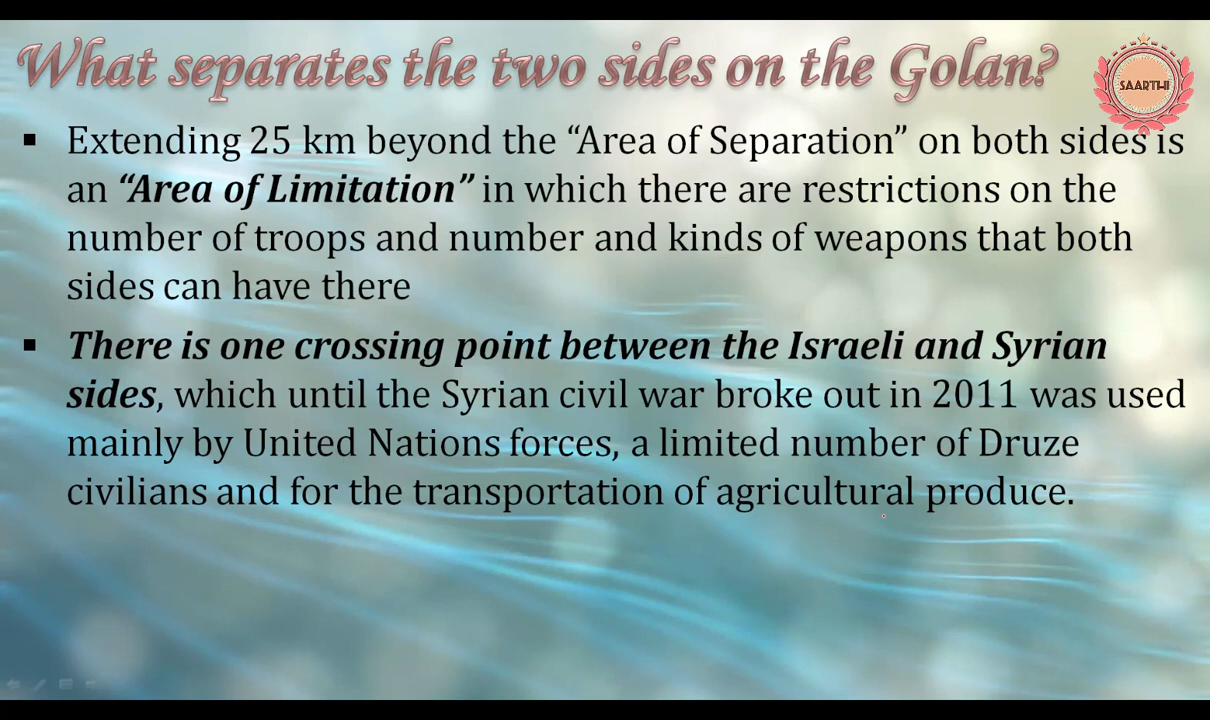 What separates the two sides on the Golan?
SAARTHI
▪ Extending 25 km beyond the “Area of Separation” on both sides is
an “Area of Limitation” in which there are restrictions on the
number of troops and number and kinds of weapons that both
sides can have there
▪ There is one crossing point between the Israeli and Syrian
sides, which until the Syrian civil war broke out in 2011 was used
mainly by United Nations forces, a limited number of Druze
civilians and for the transportation of agricultural produce.